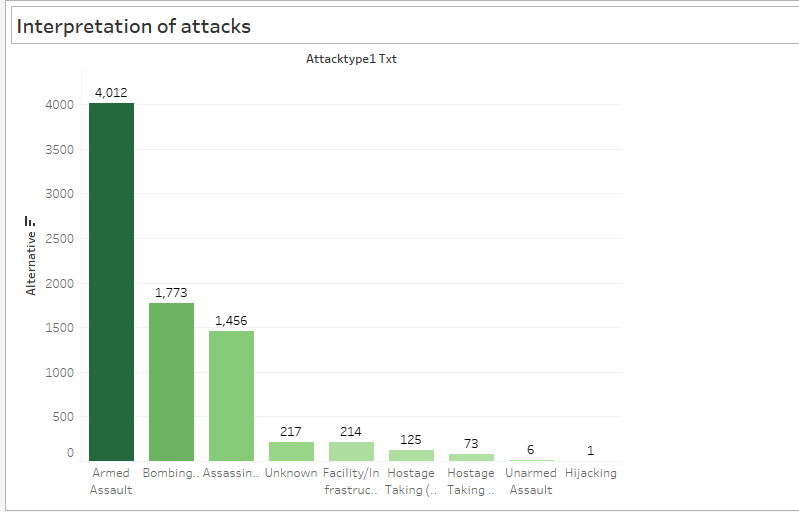 Interpretation of attacks
Attacktype1 Txt
Alternative
4000
3500
3000
2500
2000
1500
1000
500
0
4,012
1,773
1,456
217
214
125
73
6
1
Armed
Assault
Bombing..
Assassin..
Unknown
Facility/In
frastruc..
Hostage
Taking (..
Hostage
Taking ..
Unarmed
Assault
Hijacking